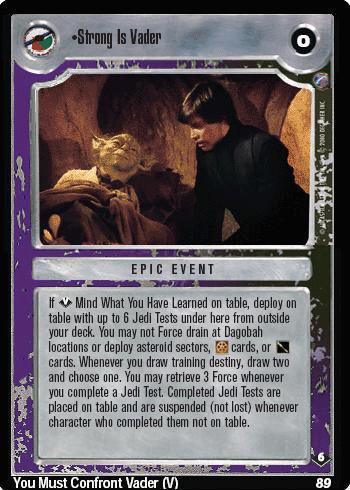 •Strong Is Vader
0
EPIC EVENT
If Mind What You Have Learned on table, deploy on
table with up to 6 Jedi Tests under here from outside
your deck. You may not Force drain at Dagobah
locations or deploy asteroid sectors, cards, or
cards. Whenever you draw training destiny, draw two
and choose one. You may retrieve 3 Force whenever
you complete a Jedi Test. Completed Jedi Tests are
placed on table and are suspended (not lost) whenever
character who completed them not on table.
6
You Must Confront Vader (V)
89